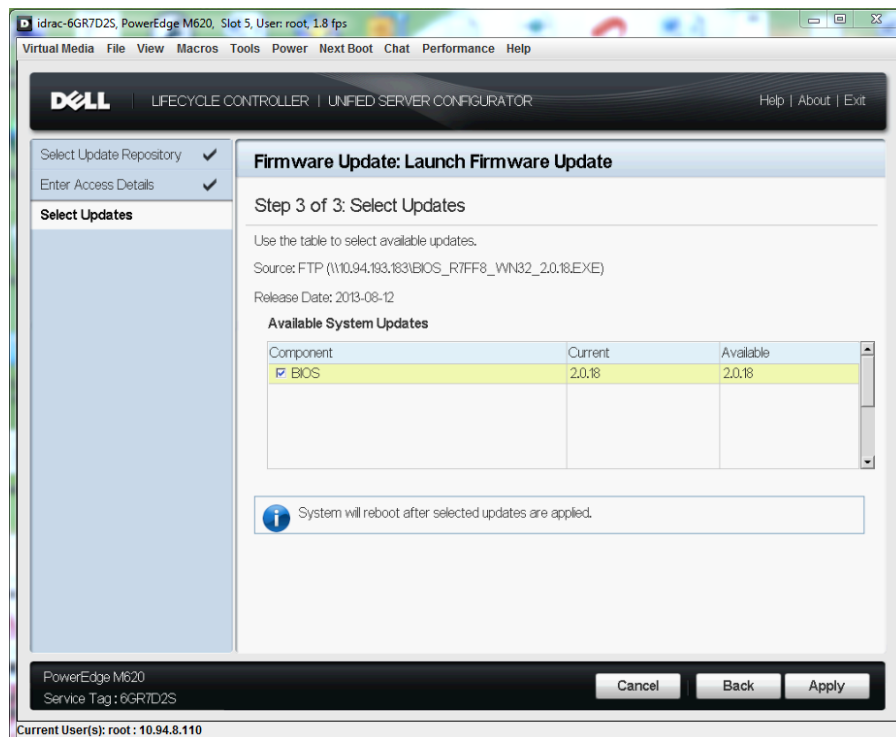 idrac-6GR7D2S, PowerEdge M620, Slot 5, User: root, 1.8 fps
Virtual Media File View Macros Tools Power Next Boot Chat Performance Help
DELL LIFECYCLE CONTROLLER | UNIFIED SERVER CONFIGURATOR Help | About | Exit
Select Update Repository
Enter Access Details
Select Updates
Firmware Update: Launch Firmware Update
Step 3 of 3: Select Updates
Use the table to select available updates.
Source: FTP (\\10.94.193.183\BIOS_R7FF8_WN32_2.0.18.EXE)
Release Date: 2013-08-12
Available System Updates
Component Current Available
BIOS 2.0.18 2.0.18
System will reboot after selected updates are applied.
PowerEdge M620
Service Tag : 6GR7D2S
Cancel Back Apply
Current User(s): root : 10.94.8.110